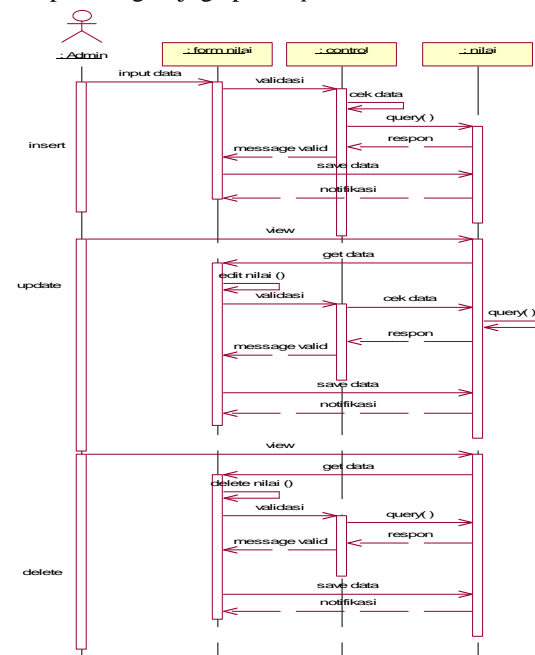 : Admin
: form nilai
: control
: nilai
input data
validasi
cek data
query( )
respon
insert
message valid
save data
notifikasi
view
get data
edit nilai ()
update
validasi
cek data
query( )
respon
message valid
save data
notifikasi
view
get data
delete nilai ()
validasi
query( )
respon
message valid
delete
save data
notifikasi